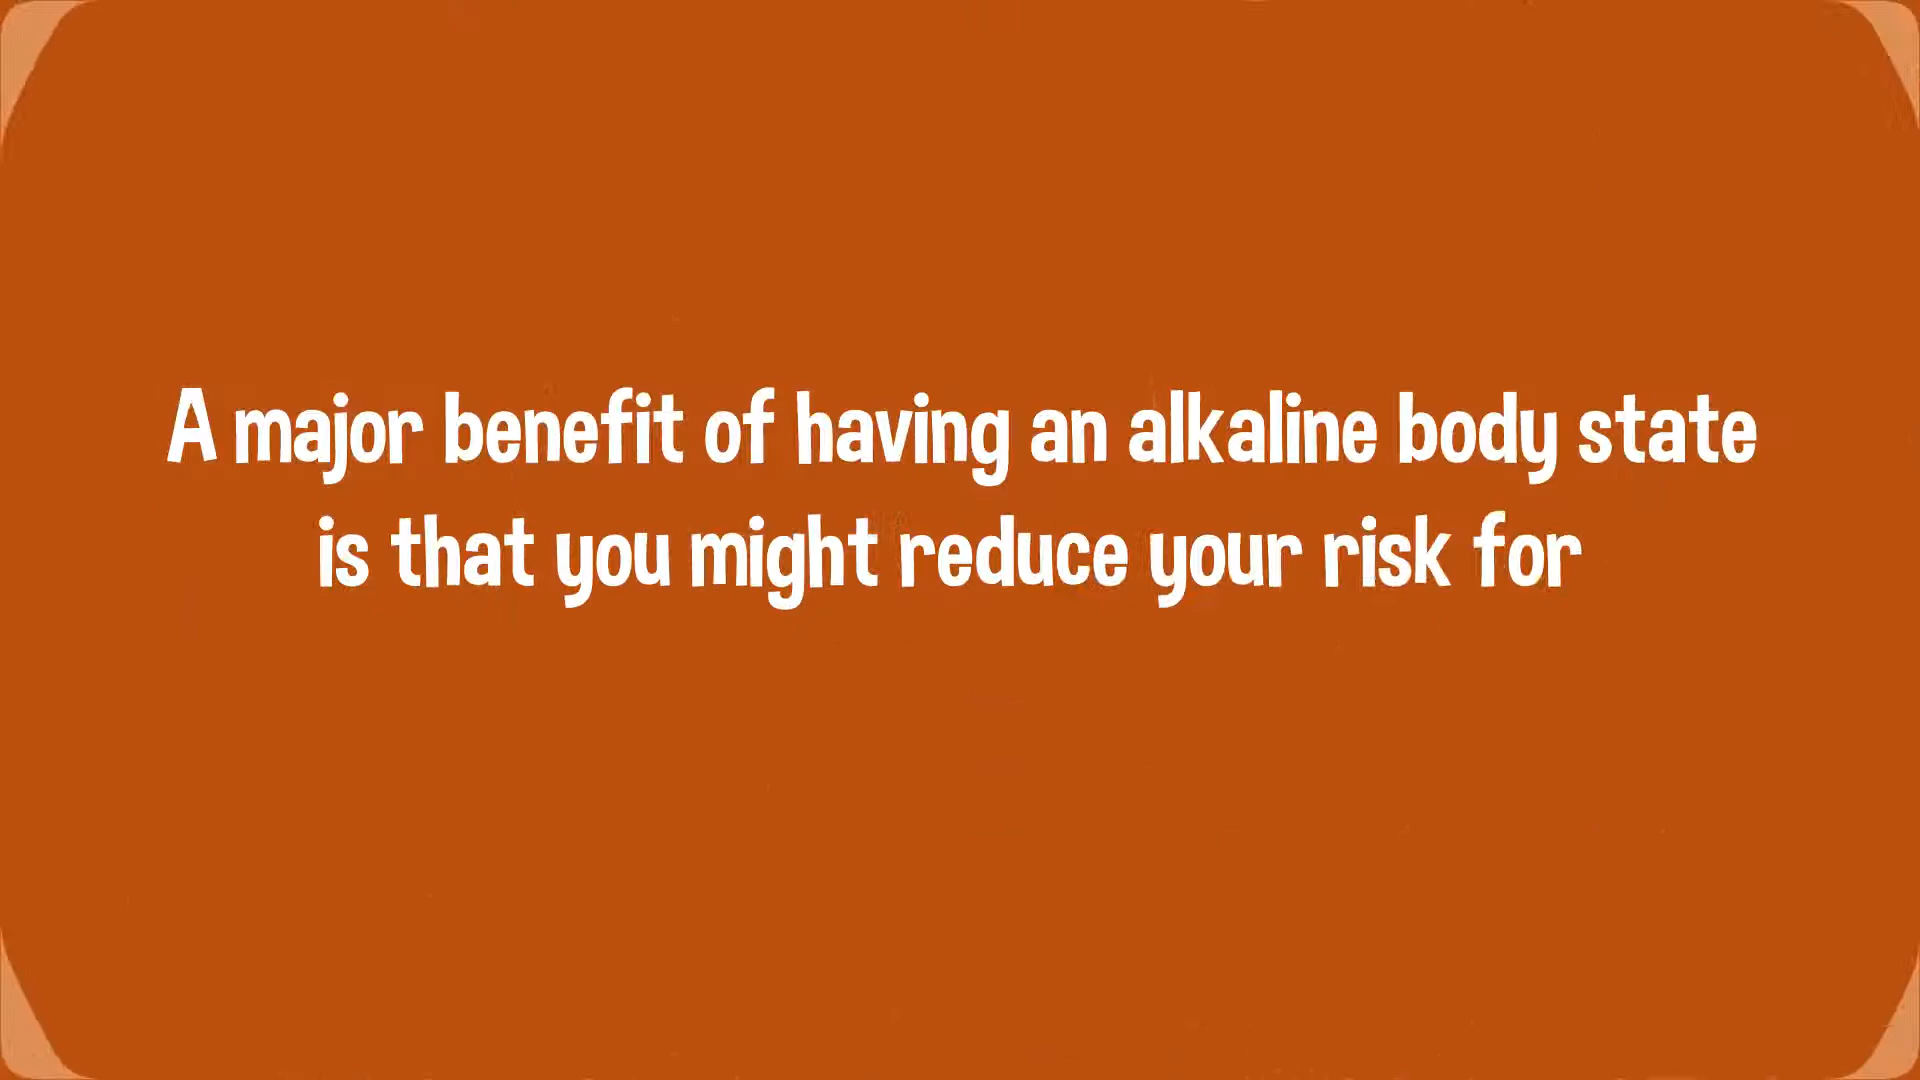 A major benefit of having an alkaline body state
is that you might reduce your risk for